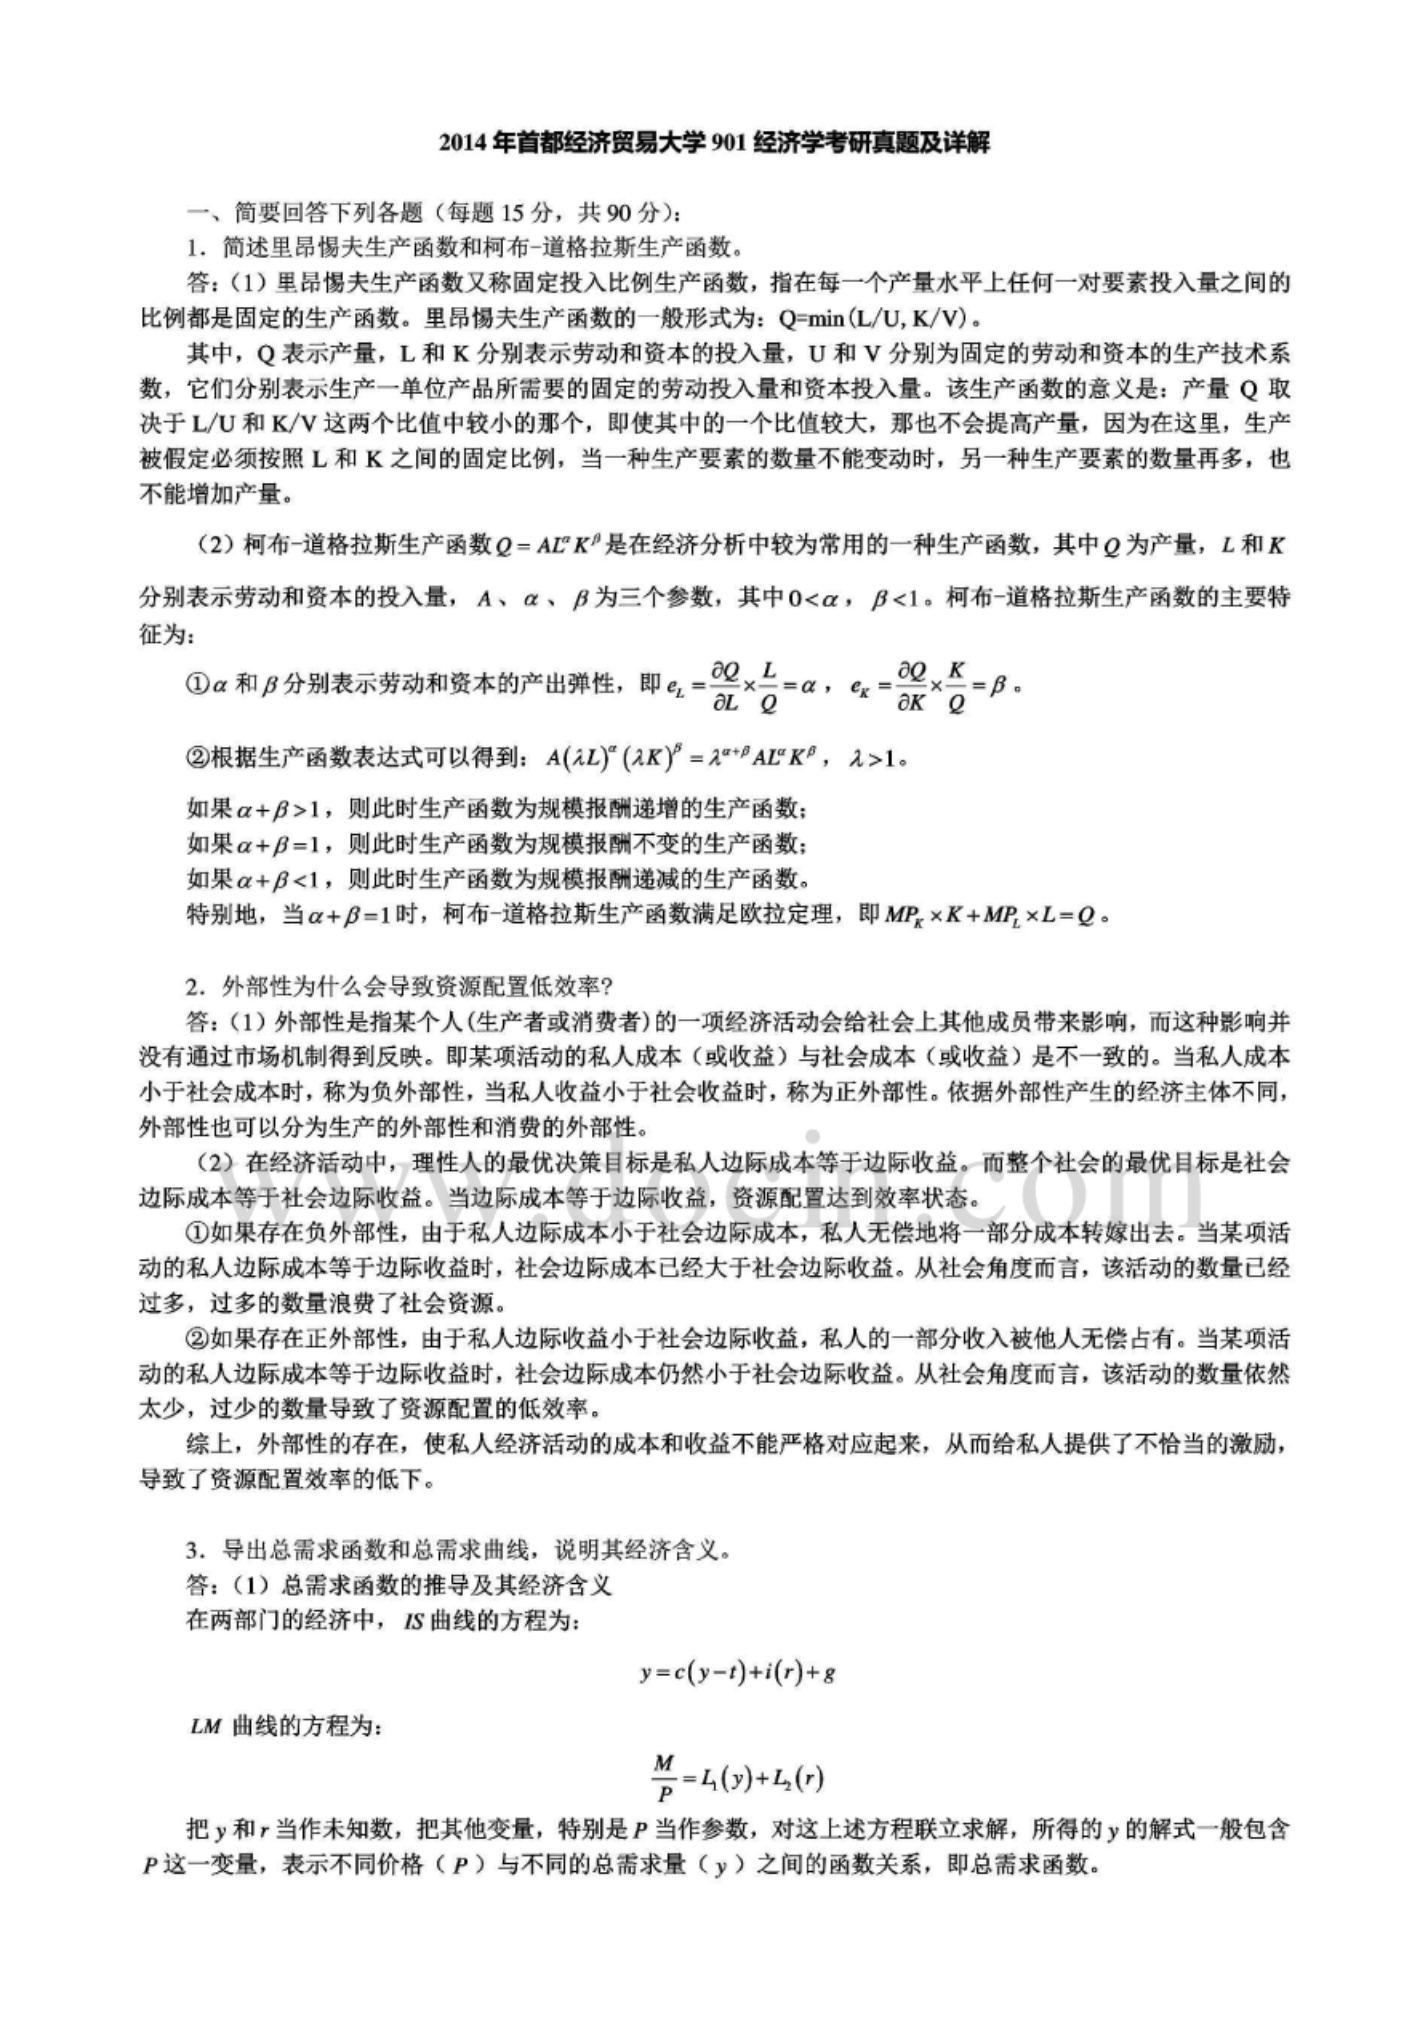 2014 年首都经济贸易大学 901 经济学考研真题及详解
一、简要回答下列各题（每题 15 分，共 90 分）：
1．简述里昂惕夫生产函数和柯布-道格拉斯生产函数。
答：（1）里昂惕夫生产函数又称固定投入比例生产函数，指在每一个产量水平上任何一对要素投入量之间的
比例都是固定的生产函数。里昂惕夫生产函数的一般形式为：Q=min(L/U, K/V)。
其中，Q 表示产量，L 和 K 分别表示劳动和资本的投入量，U 和 V 分别为固定的劳动和资本的生产技术系
数，它们分别表示生产一单位产品所需要的固定的劳动投入量和资本投入量。该生产函数的意义是：产量 Q 取
决于 L/U 和 K/V 这两个比值中较小的那个，即使其中的一个比值较大，那也不会提高产量，因为在这里，生产
被假定必须按照 L 和 K 之间的固定比例，当一种生产要素的数量不能变动时，另一种生产要素的数量再多，也
不能增加产量。
（2）柯布-道格拉斯生产函数 Q = AL^α K^β 是在经济分析中较为常用的一种生产函数，其中 Q 为产量，L 和 K
分别表示劳动和资本的投入量，A、α、β 为三个参数，其中 0<α，β<1。柯布-道格拉斯生产函数的主要特
征为：
①α 和 β 分别表示劳动和资本的产出弹性，即 e_L = ∂Q/∂L × L/Q = α，e_K = ∂Q/∂K × K/Q = β。
②根据生产函数表达式可以得到：A(λL)^α (λK)^β = λ^(α+β) AL^α K^β，λ>1。
如果 α+β>1，则此时生产函数为规模报酬递增的生产函数；
如果 α+β=1，则此时生产函数为规模报酬不变的生产函数；
如果 α+β<1，则此时生产函数为规模报酬递减的生产函数。
特别地，当 α+β=1 时，柯布-道格拉斯生产函数满足欧拉定理，即 MP_K × K + MP_L × L = Q。
2．外部性为什么会导致资源配置低效率?
答：（1）外部性是指某个人(生产者或消费者)的一项经济活动会给社会上其他成员带来影响，而这种影响并
没有通过市场机制得到反映。即某项活动的私人成本（或收益）与社会成本（或收益）是不一致的。当私人成本
小于社会成本时，称为负外部性，当私人收益小于社会收益时，称为正外部性。依据外部性产生的经济主体不同，
外部性也可以分为生产的外部性和消费的外部性。
（2）在经济活动中，理性人的最优决策目标是私人边际成本等于边际收益。而整个社会的最优目标是社会
边际成本等于社会边际收益。当边际成本等于边际收益，资源配置达到效率状态。
www.docin.com
①如果存在负外部性，由于私人边际成本小于社会边际成本，私人无偿地将一部分成本转嫁出去。当某项活
动的私人边际成本等于边际收益时，社会边际成本已经大于社会边际收益。从社会角度而言，该活动的数量已经
过多，过多的数量浪费了社会资源。
②如果存在正外部性，由于私人边际收益小于社会边际收益，私人的一部分收入被他人无偿占有。当某项活
动的私人边际成本等于边际收益时，社会边际成本仍然小于社会边际收益。从社会角度而言，该活动的数量依然
太少，过少的数量导致了资源配置的低效率。
综上，外部性的存在，使私人经济活动的成本和收益不能严格对应起来，从而给私人提供了不恰当的激励，
导致了资源配置效率的低下。
3．导出总需求函数和总需求曲线，说明其经济含义。
答：（1）总需求函数的推导及其经济含义
在两部门的经济中，IS 曲线的方程为：
y = c(y−t)+i(r)+g
LM 曲线的方程为：
M/P = L₁(y)+L₂(r)
把 y 和 r 当作未知数，把其他变量，特别是 P 当作参数，对这上述方程联立求解，所得的 y 的解式一般包含
P 这一变量，表示不同价格（P）与不同的总需求量（y）之间的函数关系，即总需求函数。